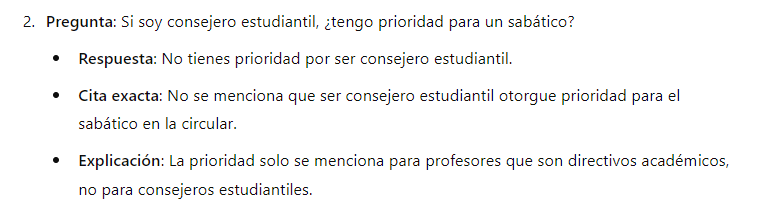 2. Pregunta: Si soy consejero estudiantil, ¿tengo prioridad para un sabático?
• Respuesta: No tienes prioridad por ser consejero estudiantil.
• Cita exacta: No se menciona que ser consejero estudiantil otorgue prioridad para el
sabático en la circular.
• Explicación: La prioridad solo se menciona para profesores que son directivos académicos,
no para consejeros estudiantiles.